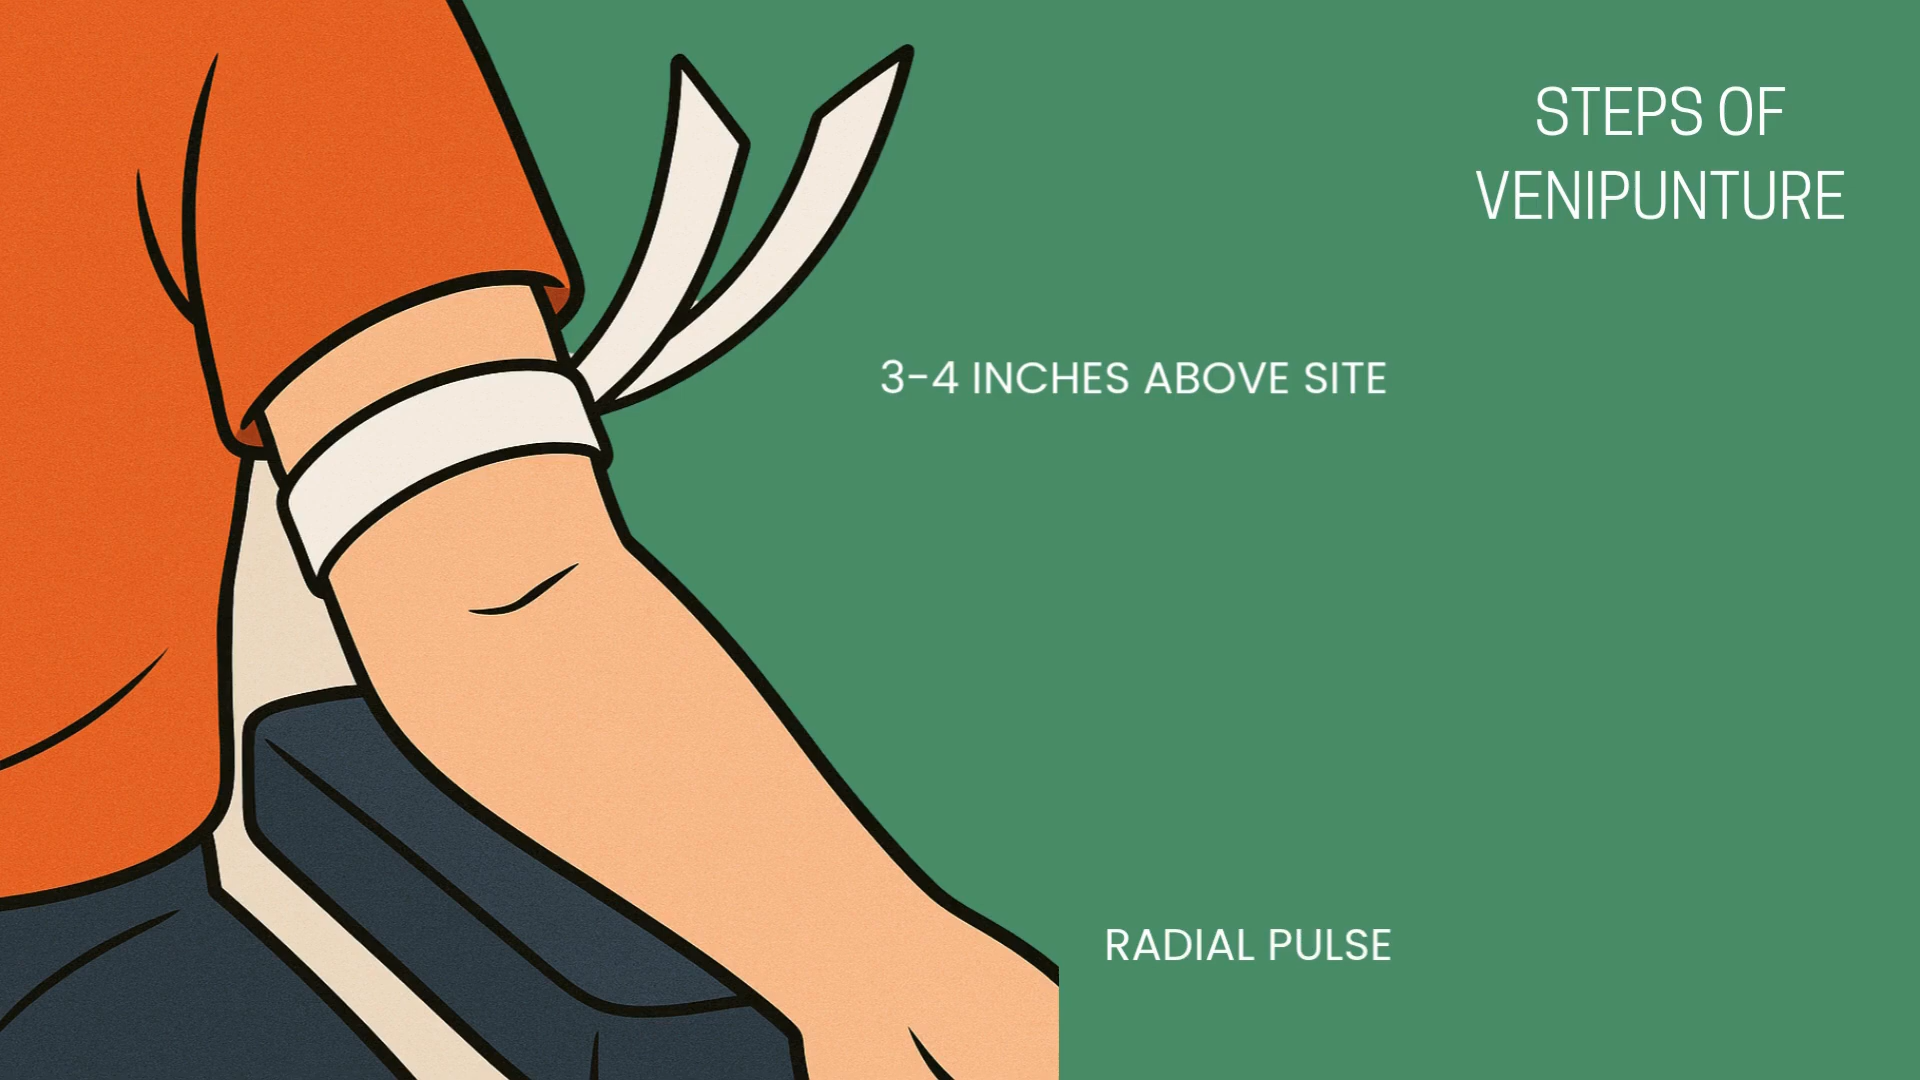 STEPS OF
VENIPUNTURE
3-4 INCHES ABOVE SITE
RADIAL PULSE